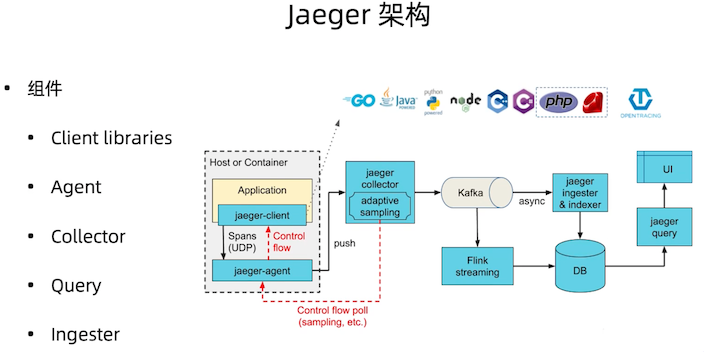 Jaeger 架构
组件
Client libraries
Agent
Collector
Query
Ingester
GO
Java
POWERED
python
powered
node
JS
C
C
php
OPENTRACING
Host or Container
Application
jaeger-client
Spans
(UDP)
Control
flow
jaeger-agent
push
jaeger
collector
adaptive
sampling
Control flow poll
(sampling, etc.)
Kafka
async
Flink
streaming
jaeger
ingester
& indexer
DB
UI
jaeger
query